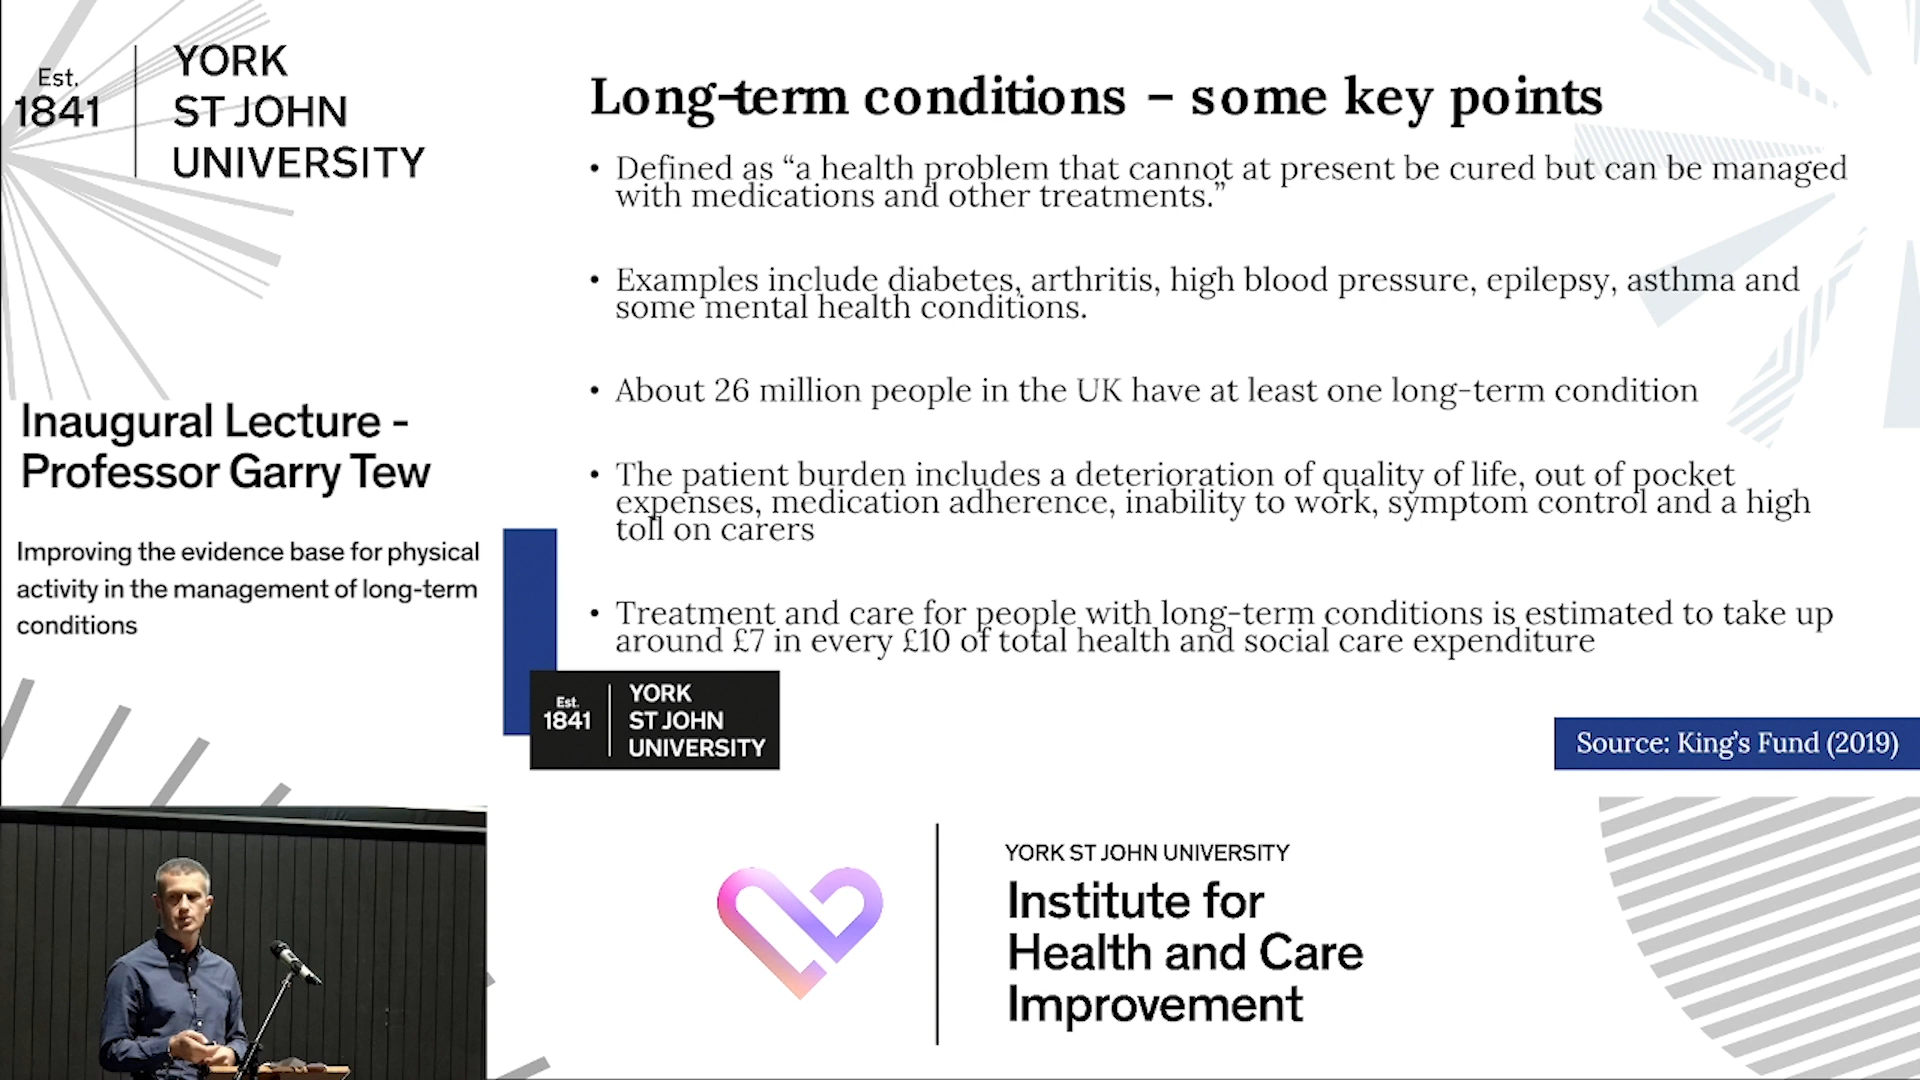 Est.
1841
YORK
ST JOHN
UNIVERSITY
Inaugural Lecture -
Professor Garry Tew
Improving the evidence base for physical
activity in the management of long-term
conditions
Long-term conditions – some key points
• Defined as “a health problem that cannot at present be cured but can be managed
with medications and other treatments.”
• Examples include diabetes, arthritis, high blood pressure, epilepsy, asthma and
some mental health conditions.
• About 26 million people in the UK have at least one long-term condition
• The patient burden includes a deterioration of quality of life, out of pocket
expenses, medication adherence, inability to work, symptom control and a high
toll on carers
• Treatment and care for people with long-term conditions is estimated to take up
around £7 in every £10 of total health and social care expenditure
Est.
1841
YORK
ST JOHN
UNIVERSITY
Source: King’s Fund (2019)
YORK ST JOHN UNIVERSITY
Institute for
Health and Care
Improvement